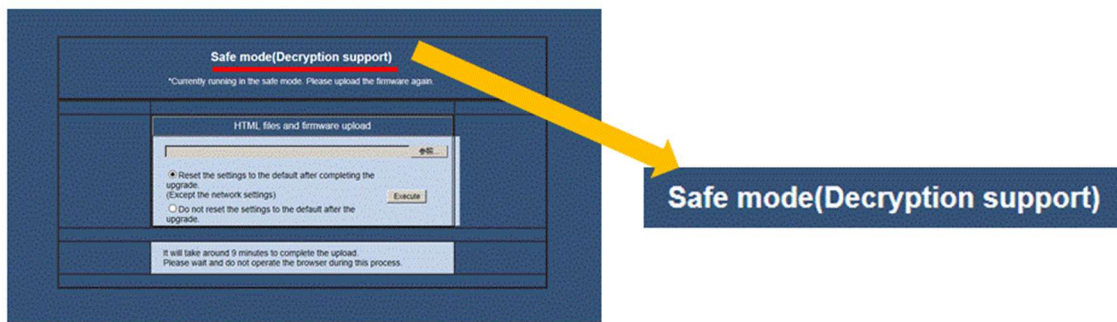 Safe mode(Decryption support)
*Currently running in the safe mode. Please upload the firmware again.
HTML files and firmware upload
参照...
Reset the settings to the default after completing the
upgrade.
(Except the network settings)
Execute
Do not reset the settings to the default after the
upgrade.
It will take around 9 minutes to complete the upload.
Please wait and do not operate the browser during this process.
Safe mode(Decryption support)